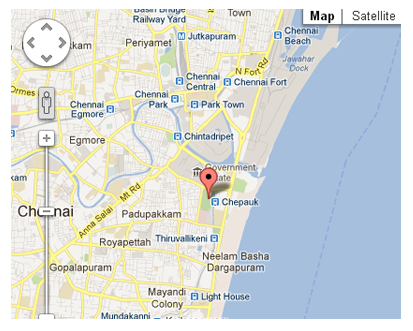 Basin Bridge
Railway Yard
Town
Map
Satellite
Periyamet
Jutkapuram
Chennai
Beach
N Fort Rd
Jawahar
Dock
Chennai
Central
Chennai Fort
Ormes
Chennai
Park
Park Town
Chennai
Egmore
Chintadripet
Egmore
Government
Estate
kam
Mt Rd
Chepauk
Chennai
Anna Salai
Padupakkam
Royapettah
Thiruvallikeni
Gopalapuram
Neelam Basha
Dargapuram
Mayandi
Colony
Light House
Mundakanni